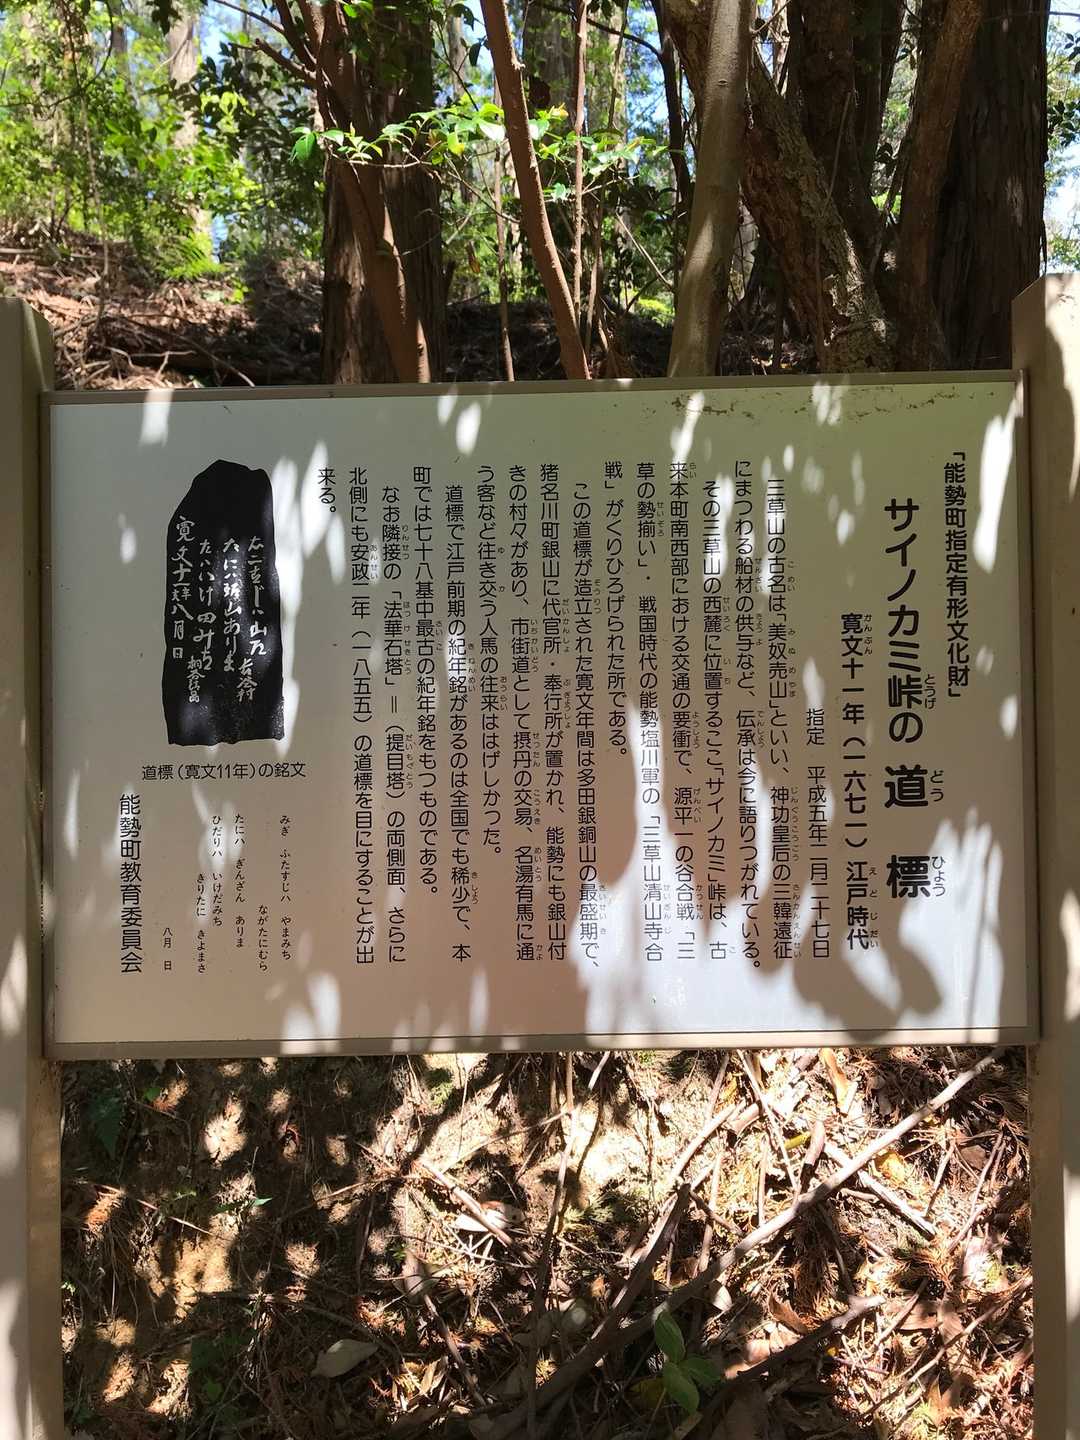 「能勢町指定有形文化財」
サイノカミ峠の道標
寛文十一年（一六七一）江戸時代
指定　平成五年二月二十七日
三草山の古名は「美奴売山」といい、神功皇后の三韓遠征
にまつわる船材の供与など、伝承は今に語りつがれている。
その三草山の西麓に位置するここ「サイノカミ」峠は、古
来本町南西部における交通の要衝で、源平一の谷合戦「三
草の勢揃い」・戦国時代の能勢塩川軍の「三草山清山寺合
戦」がくりひろげられた所である。
この道標が造立された寛文年間は多田銀銅山の最盛期で、
猪名川町銀山に代官所・奉行所が置かれ、能勢にも銀山付
きの村々があり、市街道として摂丹の交易、名湯有馬に通
う客など往き交う人馬の往来ははげしかった。
道標で江戸前期の紀年銘があるのは全国でも稀少で、本
町では七十八基中最古の紀年銘をもつものである。
なお隣接の「法華石塔」＝（提目塔）の両側面、さらに
北側にも安政二年（一八五五）の道標を目にすることが出
来る。
寛文十一年
八月　日
道標（寛文11年）の銘文
みぎ　ふたすじハ　やまみち
ながたにむら
たにハ　ぎんざん　ありま
ひだりハ　いけだみち
きりたに　きよまさ
八月　日
能勢町教育委員会